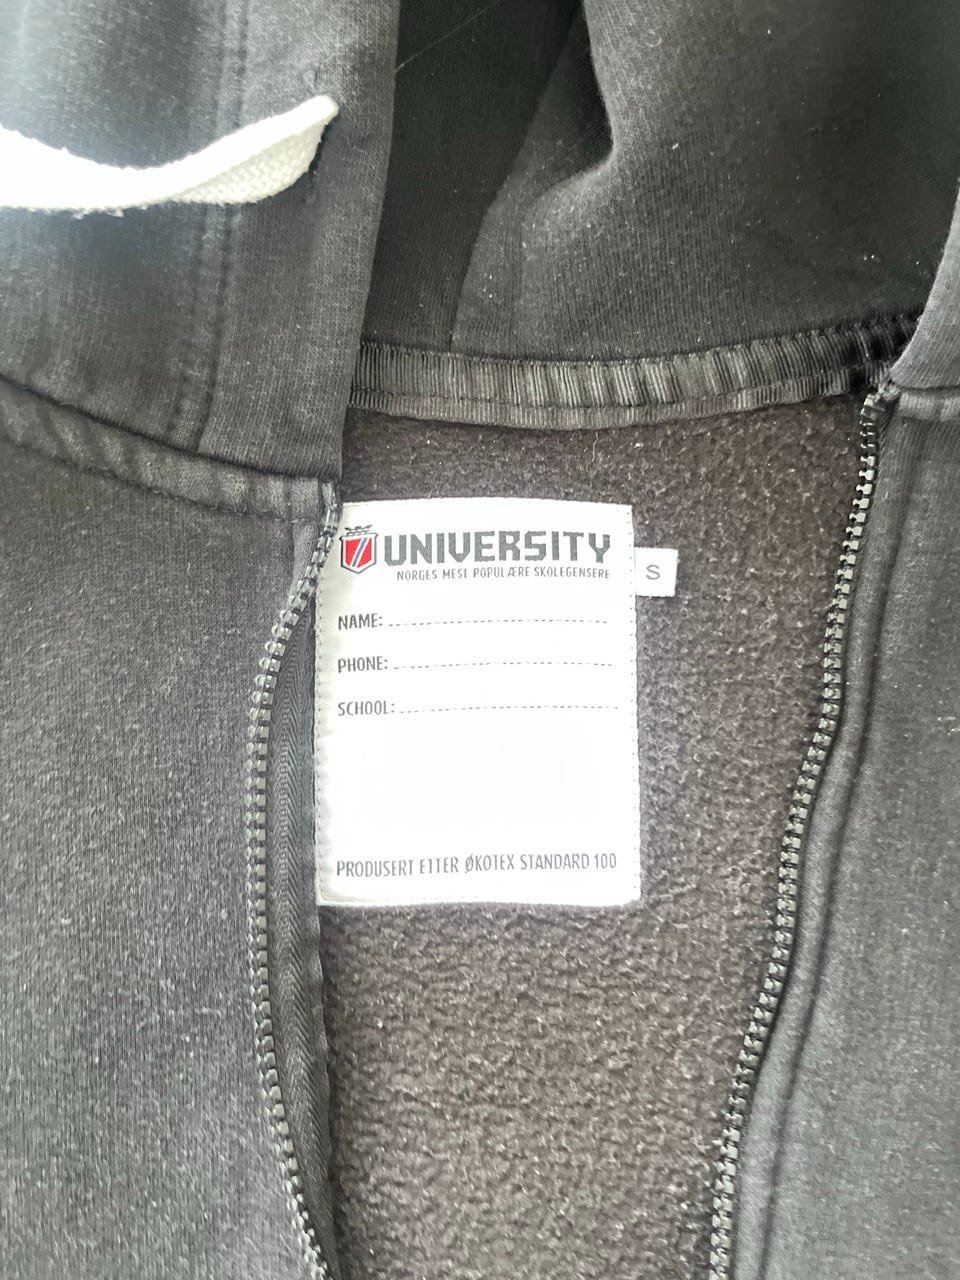 UNIVERSITY
NORGES MEST POPULÆRE SKOLEGENSERE
S
NAME:
PHONE:
SCHOOL:
PRODUSERT ETTER ØKOTEX STANDARD 100